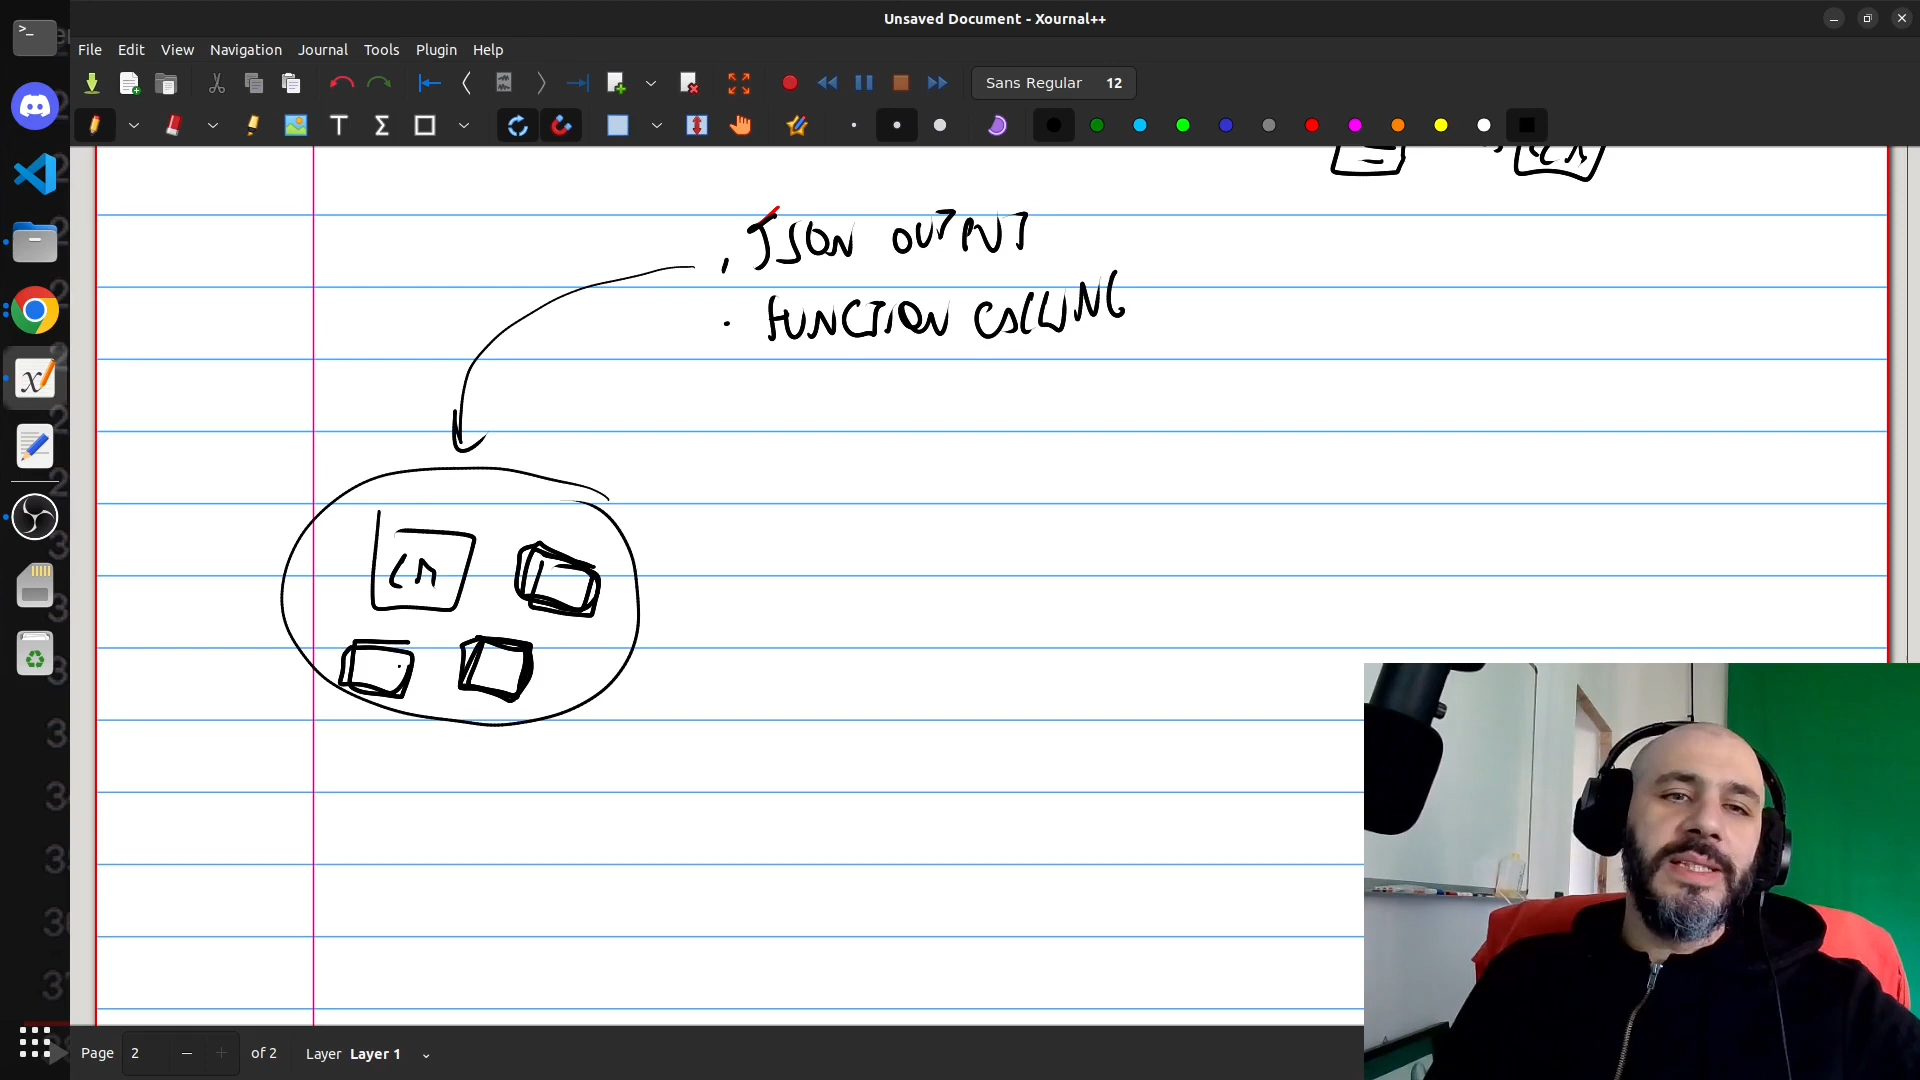 Unsaved Document - Xournal++
File Edit View Navigation Journal Tools Plugin Help
Sans Regular 12
JSON OUTPUT
FUNCTION CALLING
Page 2 of 2 Layer Layer 1